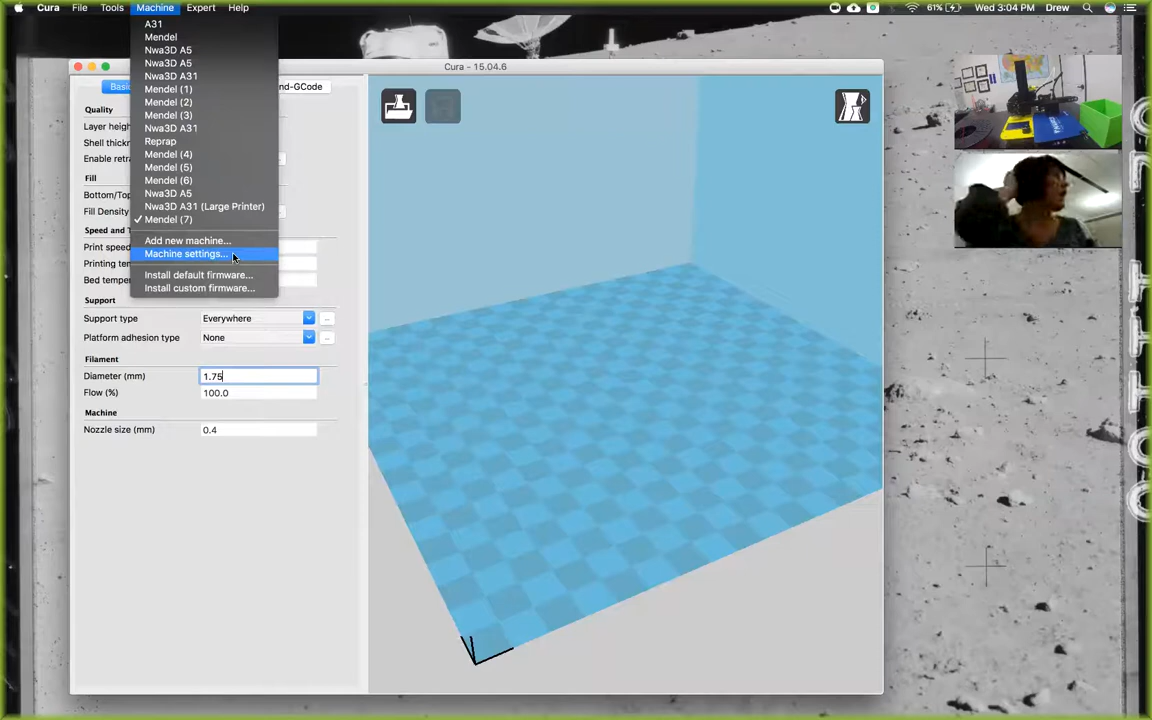 Cura File Tools Machine Expert Help
61% Wed 3:04 PM Drew
Cura - 15.04.6
A31
Mendel
Nwa3D A5
Nwa3D A5
Nwa3D A31
Mendel (1)
Mendel (2)
Mendel (3)
Nwa3D A31
Reprap
Mendel (4)
Mendel (5)
Mendel (6)
Nwa3D A5
Nwa3D A31 (Large Printer)
✓ Mendel (7)
Add new machine...
Machine settings...
Install default firmware...
Install custom firmware...
Basi
nd-GCode
Quality
Layer heig
Shell thick
Enable retra
Fill
Bottom/Top
Fill Density
Speed and T
Print speed
Printing tem
Bed temper
Support
Support type Everywhere ...
Platform adhesion type None ...
Filament
Diameter (mm) 1.75
Flow (%) 100.0
Machine
Nozzle size (mm) 0.4